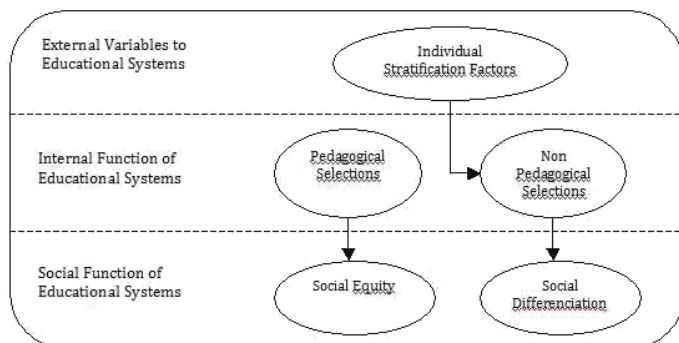 External Variables to
Educational Systems
Individual
Stratification Factors
Internal Function of
Educational Systems
Pedagogical
Selections
Non
Pedagogical
Selections
Social Function of
Educational Systems
Social Equity
Social
Differenciation